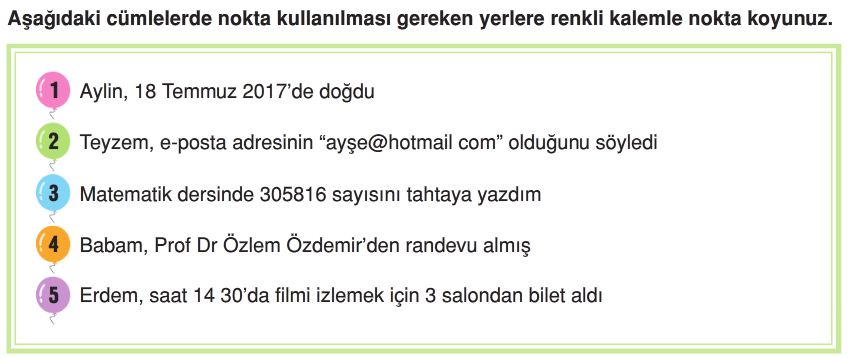 Aşağıdaki cümlelerde nokta kullanılması gereken yerlere renkli kalemle nokta koyunuz.
1 Aylin, 18 Temmuz 2017’de doğdu
2 Teyzem, e-posta adresinin “ayşe@hotmail com” olduğunu söyledi
3 Matematik dersinde 305816 sayısını tahtaya yazdım
4 Babam, Prof Dr Özlem Özdemir’den randevu almış
5 Erdem, saat 14 30’da filmi izlemek için 3 salondan bilet aldı